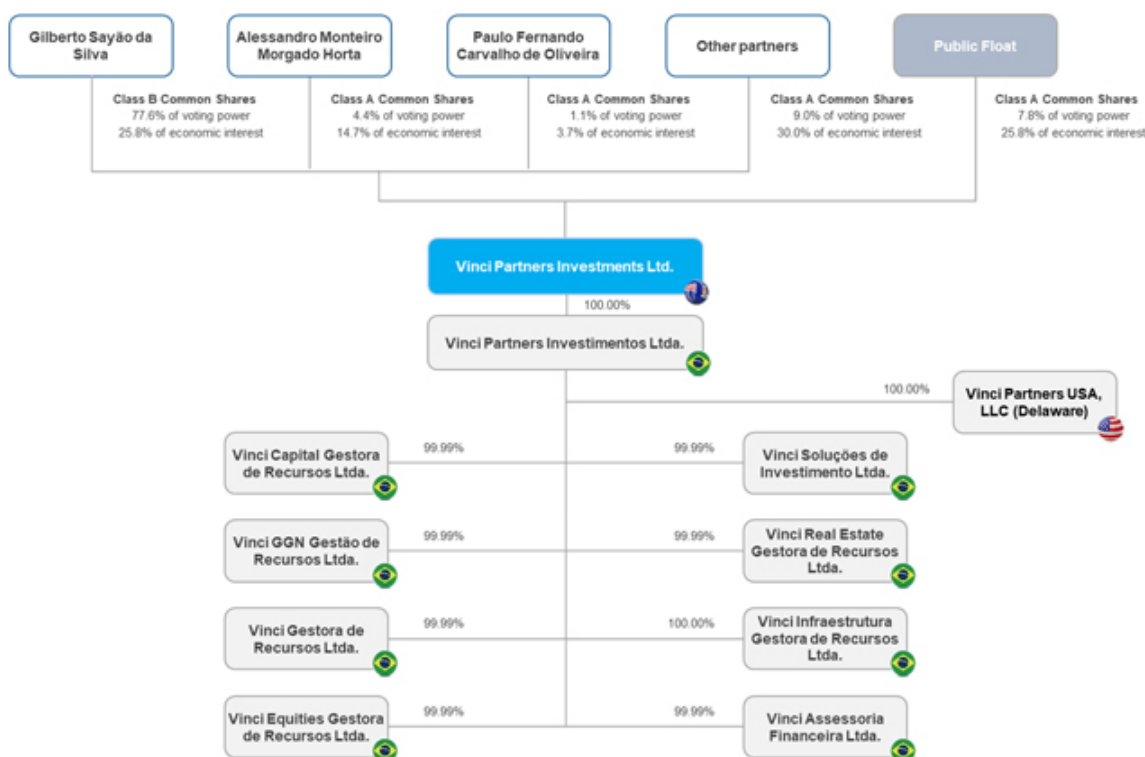 Gilberto Sayão da
Silva
Alessandro Monteiro
Morgado Horta
Paulo Fernando
Carvalho de Oliveira
Other partners
Public Float
Class B Common Shares
77.6% of voting power
25.8% of economic interest
Class A Common Shares
4.4% of voting power
14.7% of economic interest
Class A Common Shares
1.1% of voting power
3.7% of economic interest
Class A Common Shares
9.0% of voting power
30.0% of economic interest
Class A Common Shares
7.8% of voting power
25.8% of economic interest
Vinci Partners Investments Ltd.
100.00%
Vinci Partners Investimentos Ltda.
100.00%
Vinci Partners USA,
LLC (Delaware)
Vinci Capital Gestora
de Recursos Ltda.
99.99%
99.99%
Vinci Soluções de
Investimento Ltda.
Vinci GGN Gestão de
Recursos Ltda.
99.99%
99.99%
Vinci Real Estate
Gestora de Recursos
Ltda.
Vinci Gestora de
Recursos Ltda.
99.99%
100.00%
Vinci Infraestrutura
Gestora de Recursos
Ltda.
Vinci Equities Gestora
de Recursos Ltda.
99.99%
99.99%
Vinci Assessoria
Financeira Ltda.